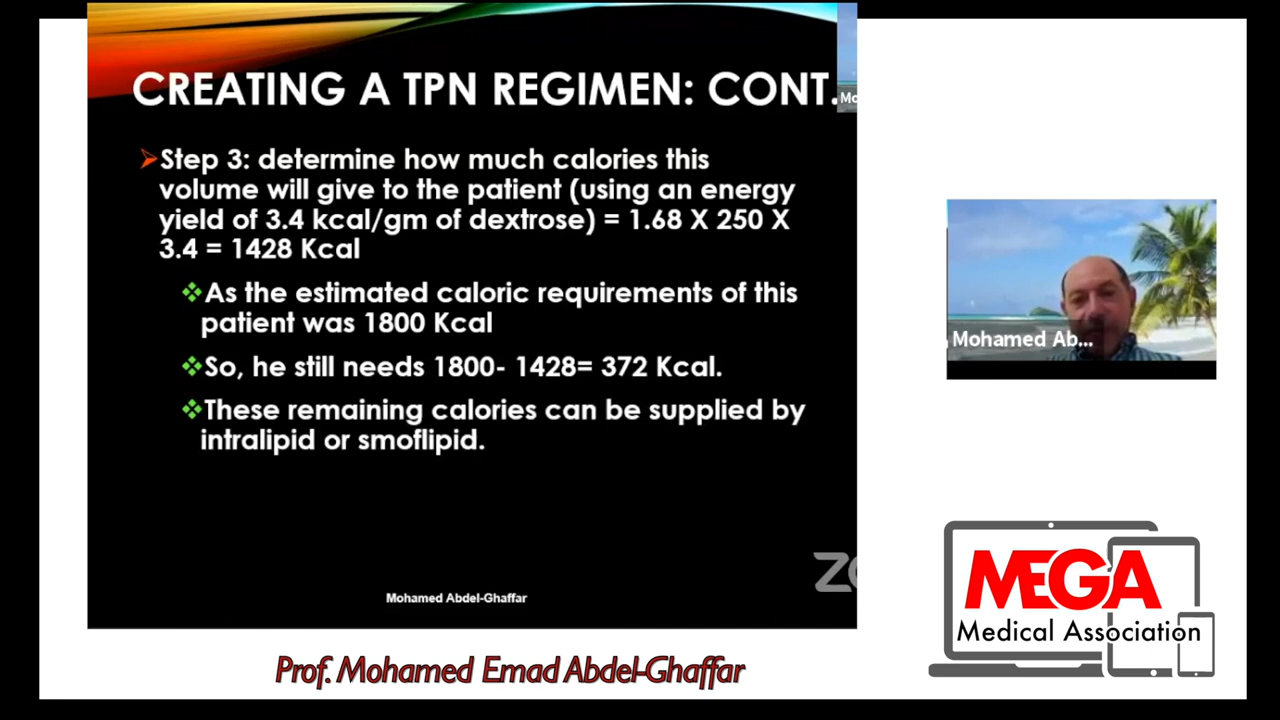 CREATING A TPN REGIMEN: CONT.
Mo
➢Step 3: determine how much calories this
volume will give to the patient (using an energy
yield of 3.4 kcal/gm of dextrose) = 1.68 X 250 X
3.4 = 1428 Kcal
❖As the estimated caloric requirements of this
patient was 1800 Kcal
❖So, he still needs 1800- 1428= 372 Kcal.
❖These remaining calories can be supplied by
intralipid or smoflipid.
Mohamed Abdel-Ghaffar
Mohamed Ab...
MEGA
Medical Association
Prof. Mohamed Emad Abdel-Ghaffar